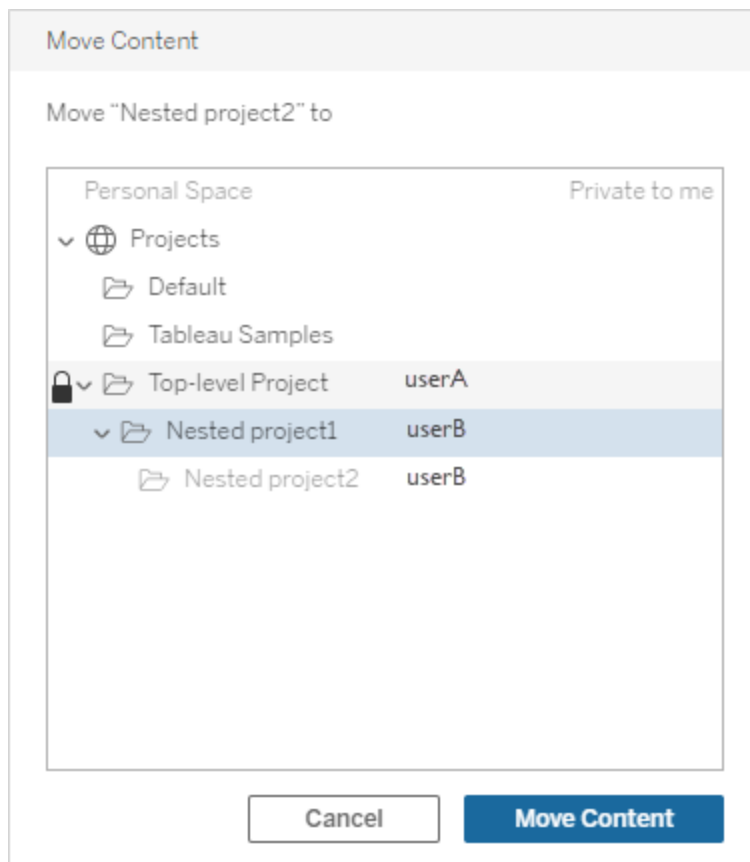 Move Content
Move “Nested project2” to
Personal Space Private to me
Projects
Default
Tableau Samples
Top-level Project userA
Nested project1 userB
Nested project2 userB
Cancel Move Content